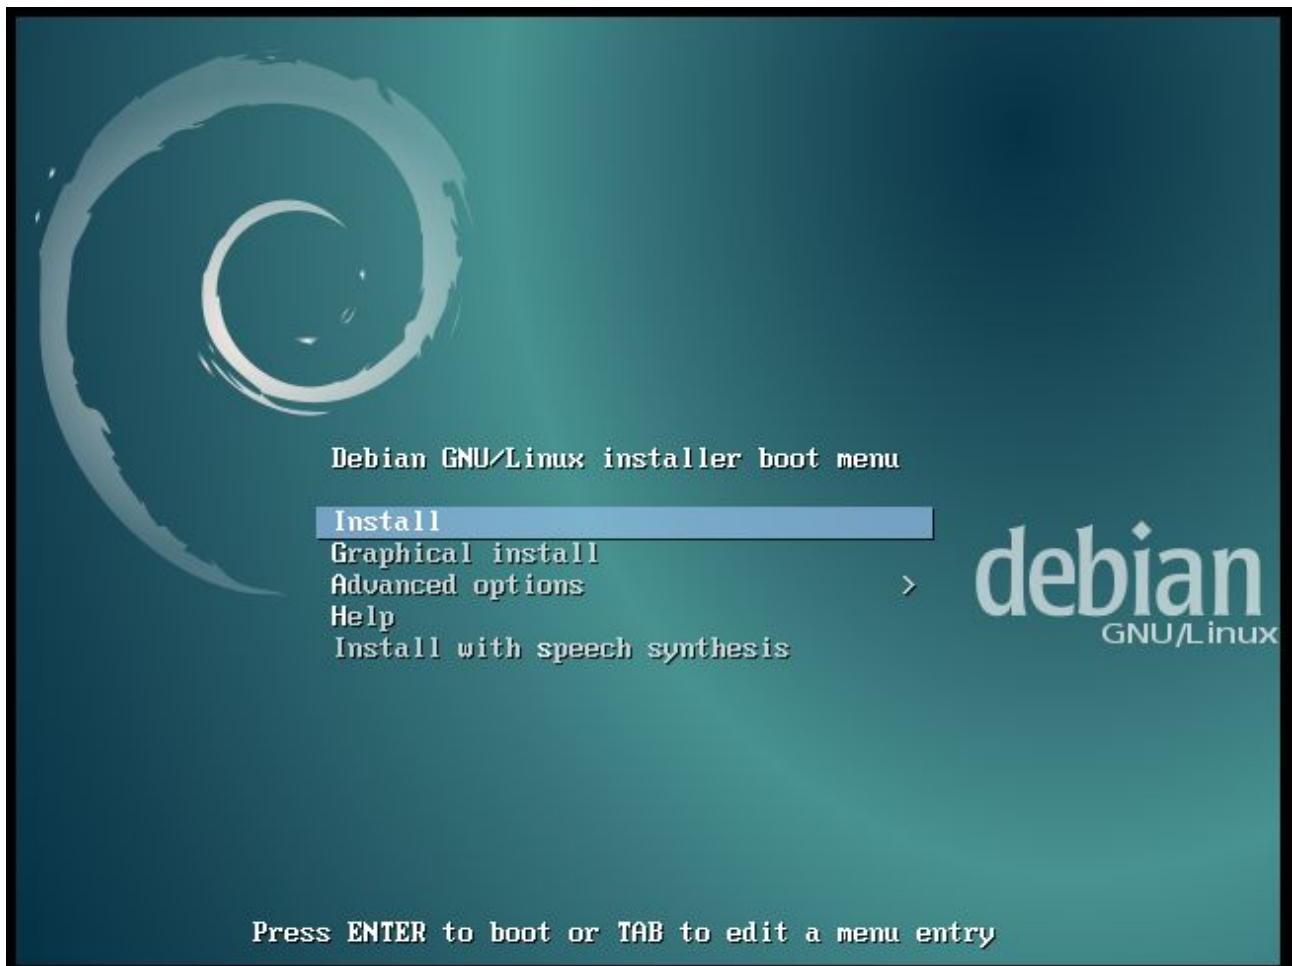 Debian GNU/Linux installer boot menu
Install
Graphical install
Advanced options >
Help
Install with speech synthesis
debian
GNU/Linux
Press ENTER to boot or TAB to edit a menu entry